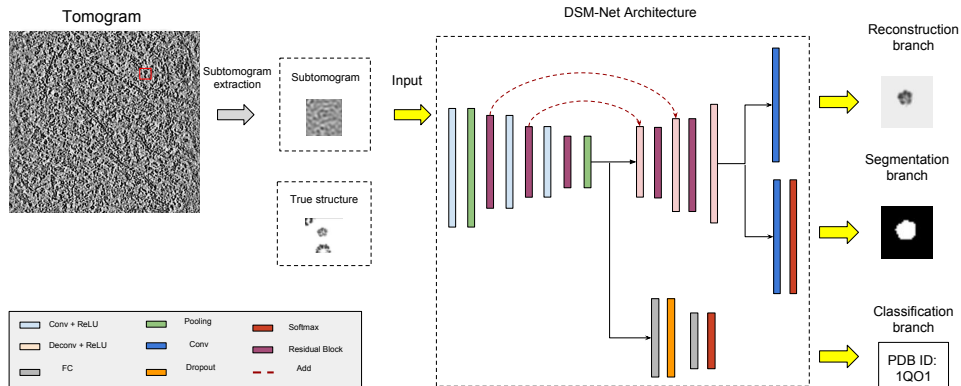 Tomogram
DSM-Net Architecture
Reconstruction
branch
Subtomogram
extraction
Subtomogram
Input
Segmentation
branch
True structure
Classification
branch
PDB ID:
1QO1
Conv + ReLU
Pooling
Softmax
Deconv + ReLU
Conv
Residual Block
FC
Dropout
Add